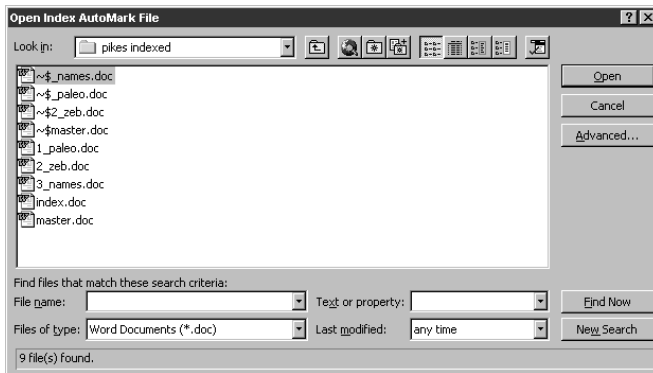 Open Index AutoMark File
Look in: pikes indexed
~$_names.doc
~$_paleo.doc
~$2_zeb.doc
~$master.doc
1_paleo.doc
2_zeb.doc
3_names.doc
index.doc
master.doc
Open
Cancel
Advanced...
Find files that match these search criteria:
File name: Text or property: Find Now
Files of type: Word Documents (*.doc) Last modified: any time New Search
9 file(s) found.